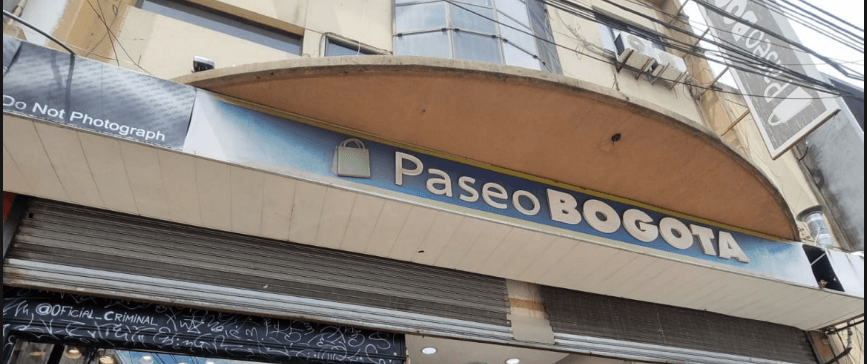 Do Not Photograph
Paseo BOGOTA
@OFICIAL_CRIMINAL